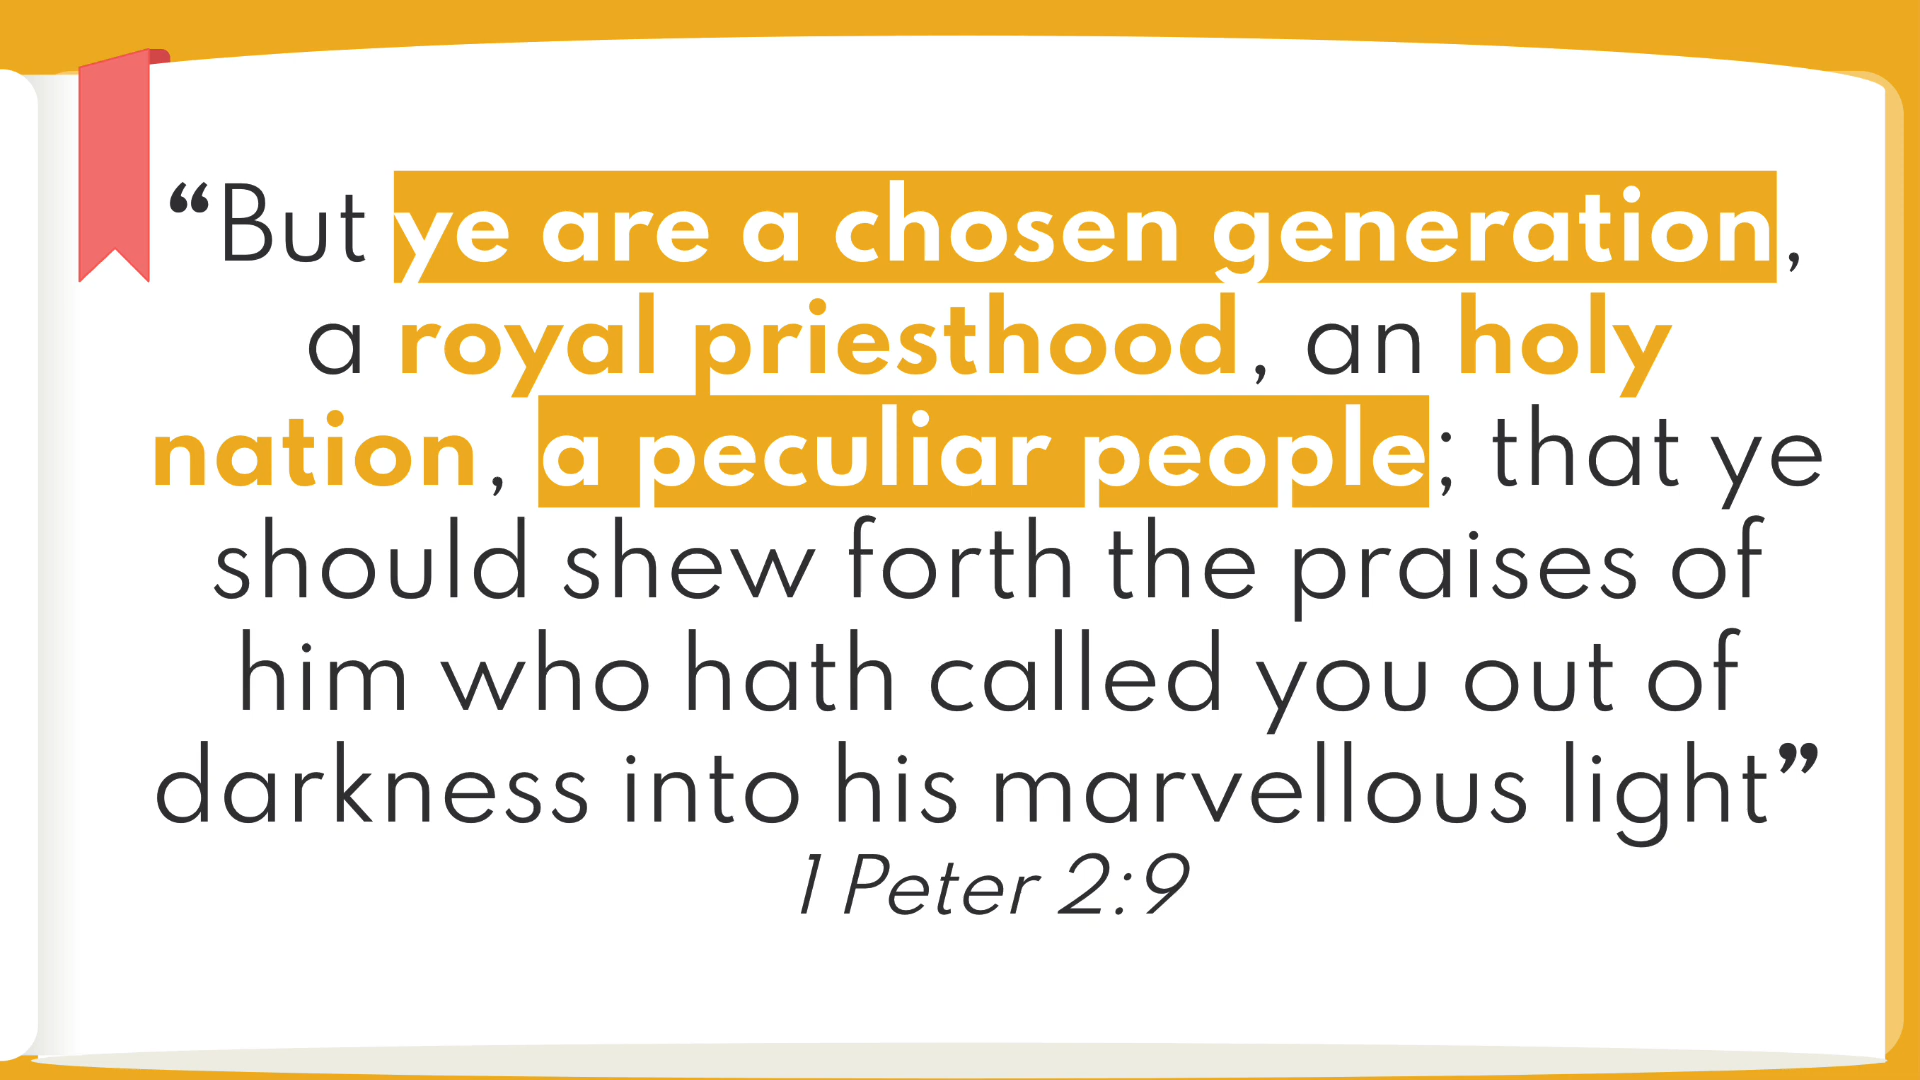 “But ye are a chosen generation,
a royal priesthood, an holy
nation, a peculiar people; that ye
should shew forth the praises of
him who hath called you out of
darkness into his marvellous light”
1 Peter 2:9